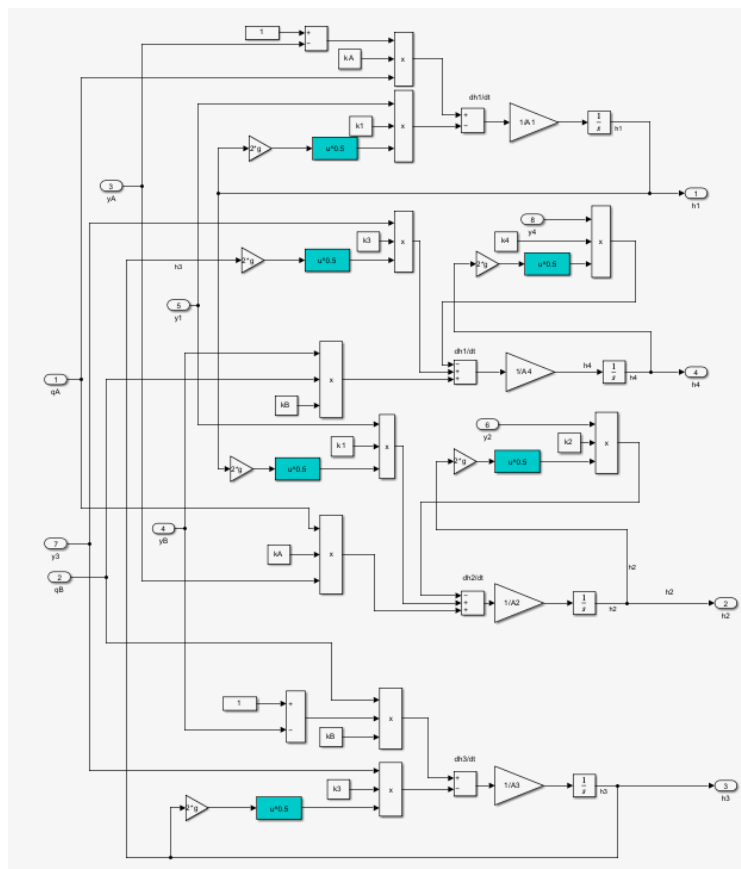 1
+
−
kA
x
dh1/dt
k1
x
+
−
1/A1
1
s
h1
2*g
u^0.5
3
yA
1
h1
k3
x
8
y4
k4
x
h3
2*g
u^0.5
2*g
u^0.5
5
y1
dh1/dt
−
+
+
1/A4
h4
1
s
h4
4
h4
1
qA
x
kB
6
y2
k1
x
k2
x
2*g
u^0.5
2*g
u^0.5
4
yB
7
y3
kA
x
2
qB
dh2/dt
−
+
+
1/A2
1
s
h2
h2
h2
2
h2
1
+
−
x
kB
dh3/dt
+
−
1/A3
1
s
h3
3
h3
k3
x
2*g
u^0.5